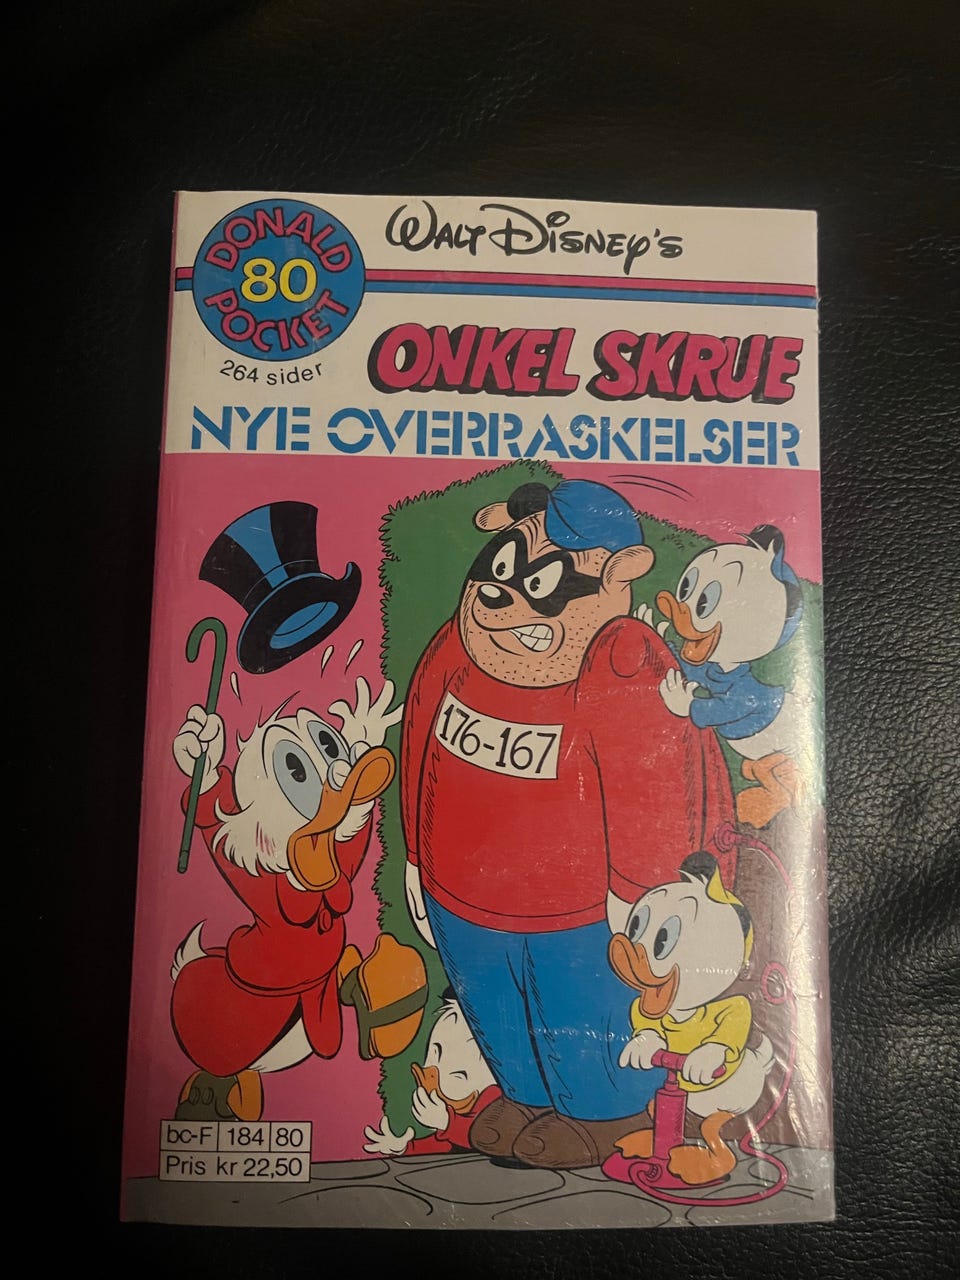 DONALD
80
POCKET
Walt Disney's
264 sider
ONKEL SKRUE
NYE OVERRASKELSER
176-167
bc-F 184 80
Pris kr 22,50